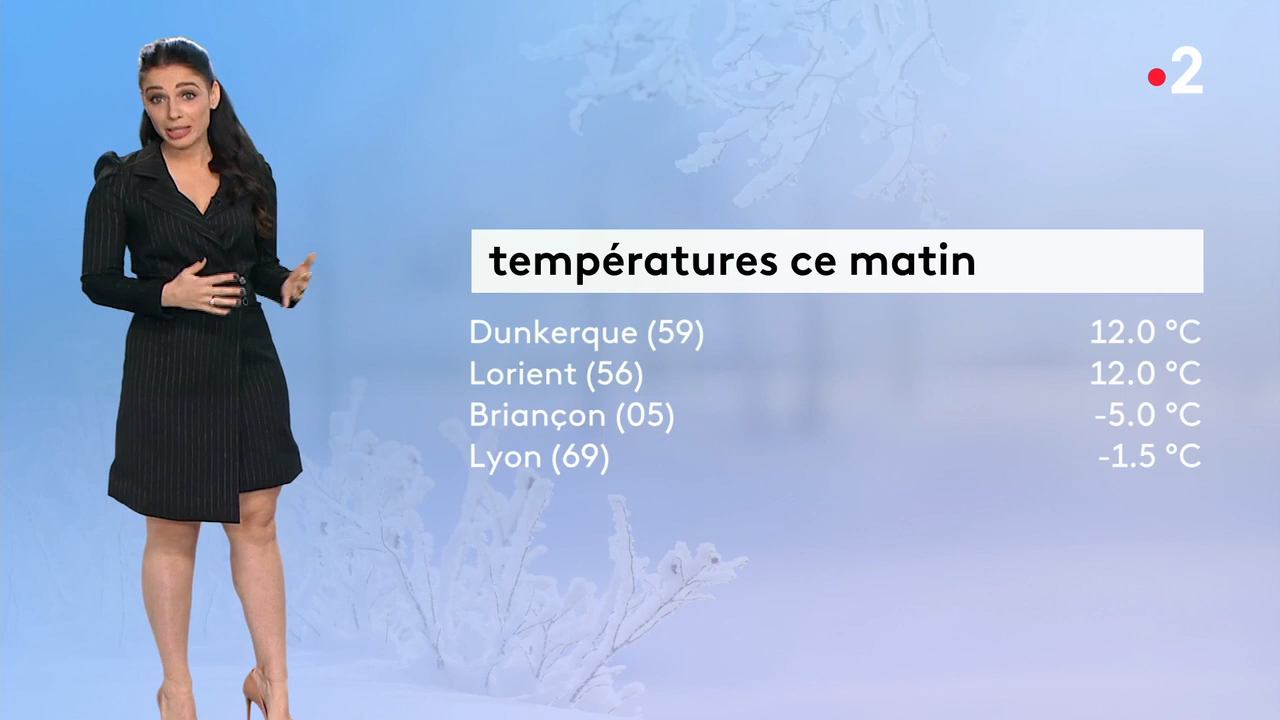 2
températures ce matin
Dunkerque (59) 12.0 °C
Lorient (56) 12.0 °C
Briançon (05) -5.0 °C
Lyon (69) -1.5 °C